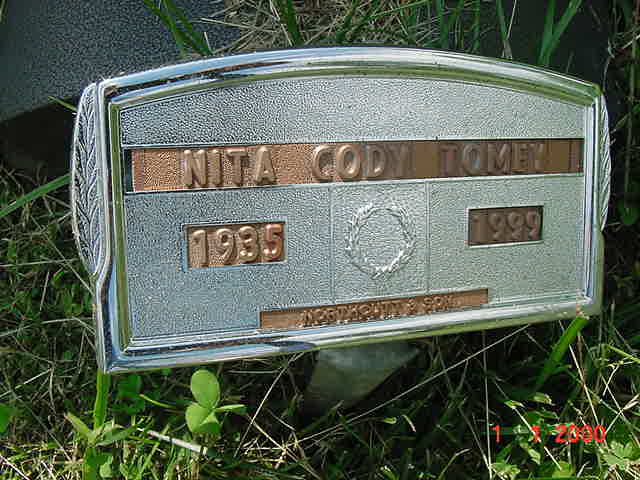 NITA CODY TOMEY
1935
1999
NORTHCUTT & SON
1 1 2000